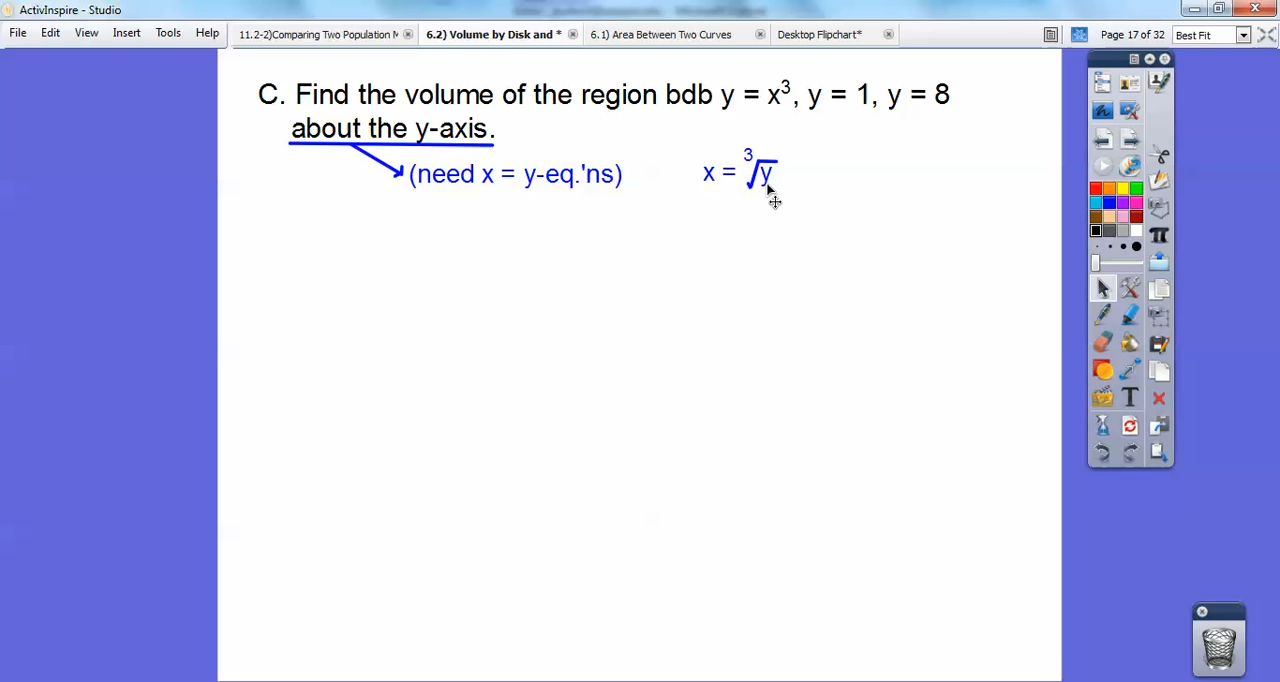 ActivInspire - Studio
File Edit View Insert Tools Help
11.2-2)Comparing Two Population M 6.2) Volume by Disk and * 6.1) Area Between Two Curves Desktop Flipchart* Page 17 of 32 Best Fit
C. Find the volume of the region bdb y = x³, y = 1, y = 8
about the y-axis.
(need x = y-eq.'ns) x = ³√y